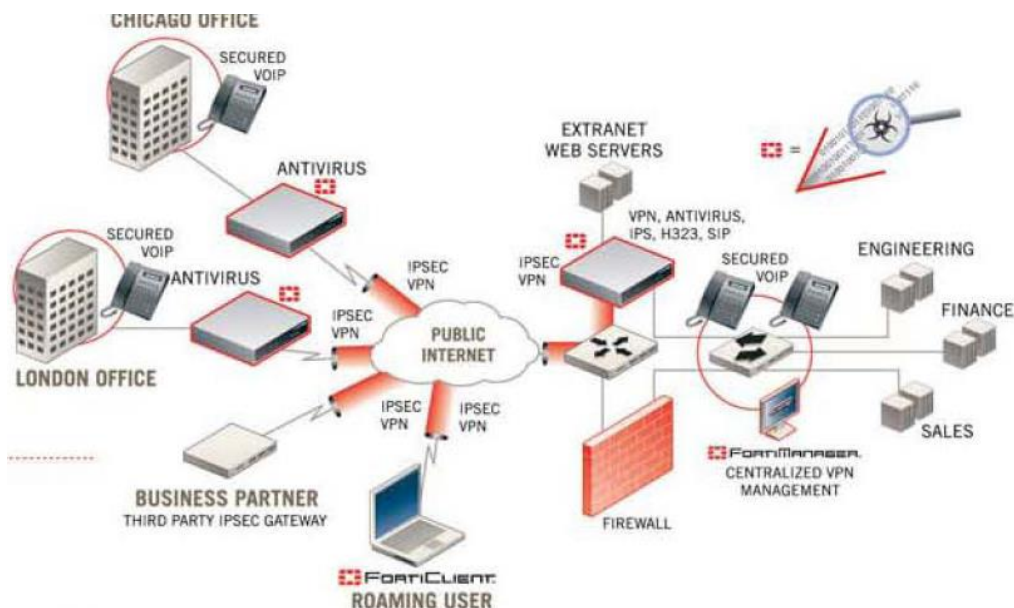 CHICAGO OFFICE
SECURED
VOIP
ANTIVIRUS
LONDON OFFICE
SECURED
VOIP
ANTIVIRUS
IPSEC
VPN
IPSEC
VPN
IPSEC
VPN
IPSEC
VPN
PUBLIC
INTERNET
BUSINESS PARTNER
THIRD PARTY IPSEC GATEWAY
FORTICLIENT.
ROAMING USER
EXTRANET
WEB SERVERS
VPN, ANTIVIRUS,
IPS, H323, SIP
IPSEC
VPN
SECURED
VOIP
=
ENGINEERING
FINANCE
SALES
FORTIMANAGER.
CENTRALIZED VPN
MANAGEMENT
FIREWALL